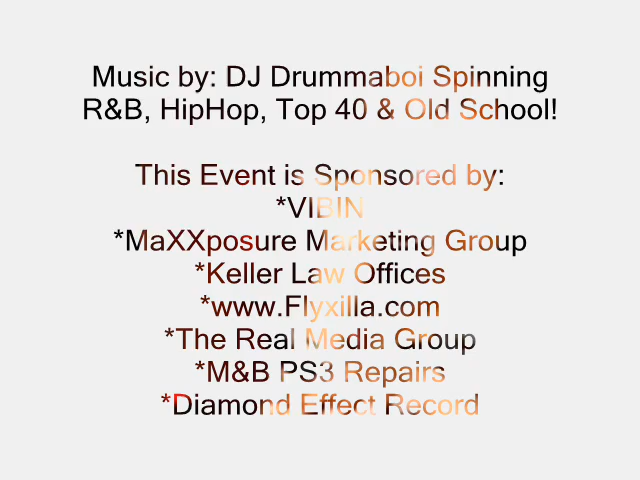 Music by: DJ Drummaboi Spinning
R&B, HipHop, Top 40 & Old School!
This Event is Sponsored by:
*VIBIN
*MaXXposure Marketing Group
*Keller Law Offices
*www.Flyxilla.com
*The Real Media Group
*M&B PS3 Repairs
*Diamond Effect Record